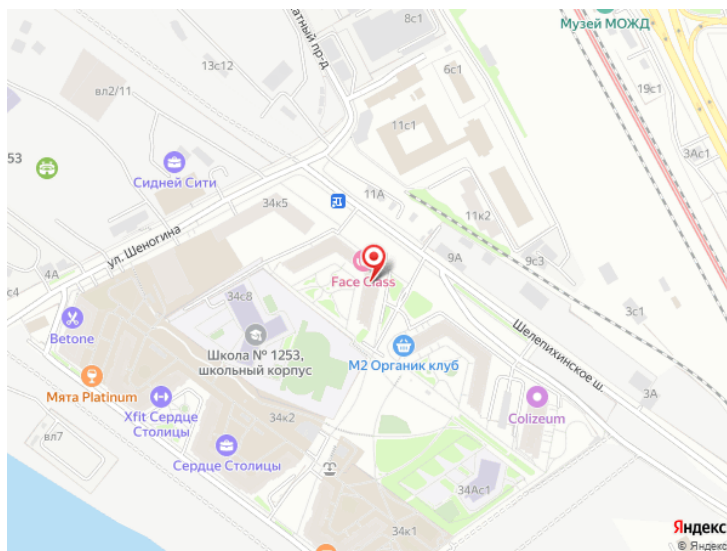 8с1
Музей МОЖД
атный пр-д
13с12
6с1
19с1
вл2/11
11с1
3Ас1
53
Сидней Сити
11А
34к5
11к2
ул. Шеногина
9А
9с3
4А
Face Class
с4
34с8
3с1
Betone
Школа № 1253,
школьный корпус
Шелепихинское ш.
М2 Органик клуб
Мята Platinum
3А
Xfit Сердце
Столицы
Colizeum
34к2
вл7
Сердце Столицы
34Ас1
34к1
Яндекс
© Яндекс